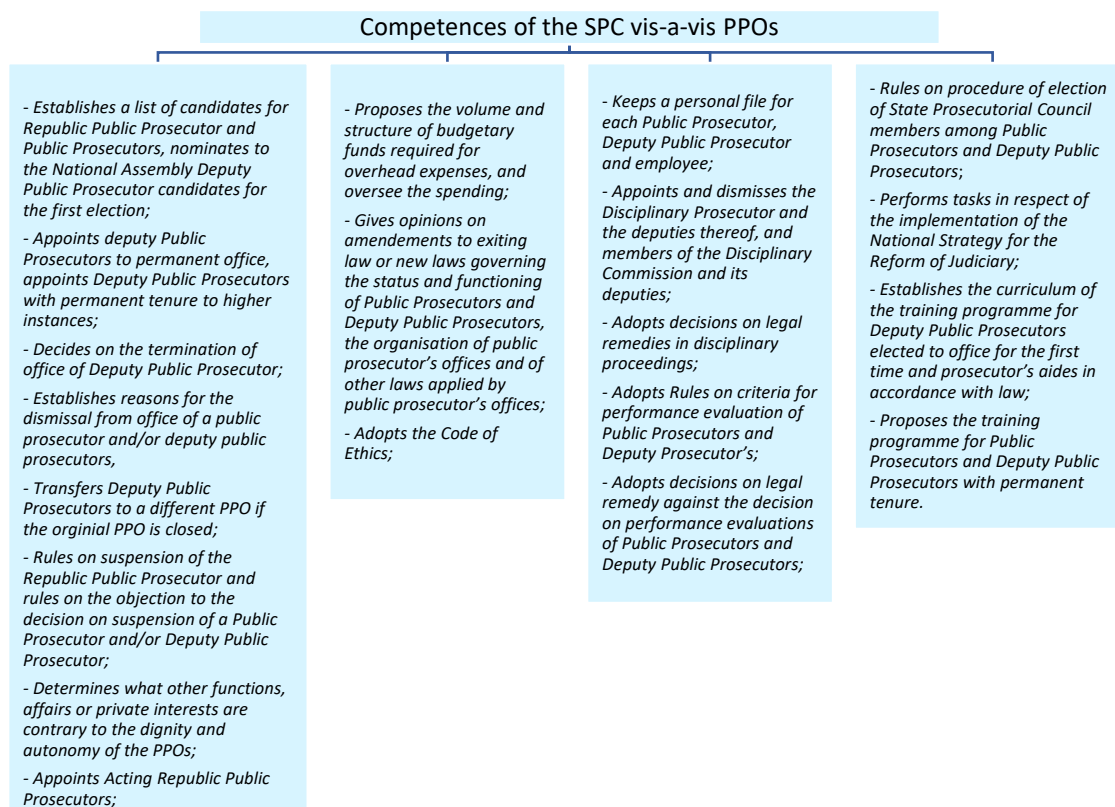 Competences of the SPC vis-a-vis PPOs
- Establishes a list of candidates for
Republic Public Prosecutor and
Public Prosecutors, nominates to
the National Assembly Deputy
Public Prosecutor candidates for
the first election;
- Appoints deputy Public
Prosecutors to permanent office,
appoints Deputy Public Prosecutors
with permanent tenure to higher
instances;
- Decides on the termination of
office of Deputy Public Prosecutor;
- Establishes reasons for the
dismissal from office of a public
prosecutor and/or deputy public
prosecutors,
- Transfers Deputy Public
Prosecutors to a different PPO if
the orginial PPO is closed;
- Rules on suspension of the
Republic Public Prosecutor and
rules on the objection to the
decision on suspension of a Public
Prosecutor and/or Deputy Public
Prosecutor;
- Determines what other functions,
affairs or private interests are
contrary to the dignity and
autonomy of the PPOs;
- Appoints Acting Republic Public
Prosecutors;
- Proposes the volume and
structure of budgetary
funds required for
overhead expenses, and
oversee the spending;
- Gives opinions on
amendements to exiting
law or new laws governing
the status and functioning
of Public Prosecutors and
Deputy Public Prosecutors,
the organisation of public
prosecutor's offices and of
other laws applied by
public prosecutor's offices;
- Adopts the Code of
Ethics;
- Keeps a personal file for
each Public Prosecutor,
Deputy Public Prosecutor
and employee;
- Appoints and dismisses the
Disciplinary Prosecutor and
the deputies thereof, and
members of the Disciplinary
Commission and its
deputies;
- Adopts decisions on legal
remedies in disciplinary
proceedings;
- Adopts Rules on criteria for
performance evaluation of
Public Prosecutors and
Deputy Prosecutor's;
- Adopts decisions on legal
remedy against the decision
on performance evaluations
of Public Prosecutors and
Deputy Public Prosecutors;
- Rules on procedure of election
of State Prosecutorial Council
members among Public
Prosecutors and Deputy Public
Prosecutors;
- Performs tasks in respect of
the implementation of the
National Strategy for the
Reform of Judiciary;
- Establishes the curriculum of
the training programme for
Deputy Public Prosecutors
elected to office for the first
time and prosecutor's aides in
accordance with law;
- Proposes the training
programme for Public
Prosecutors and Deputy Public
Prosecutors with permanent
tenure.